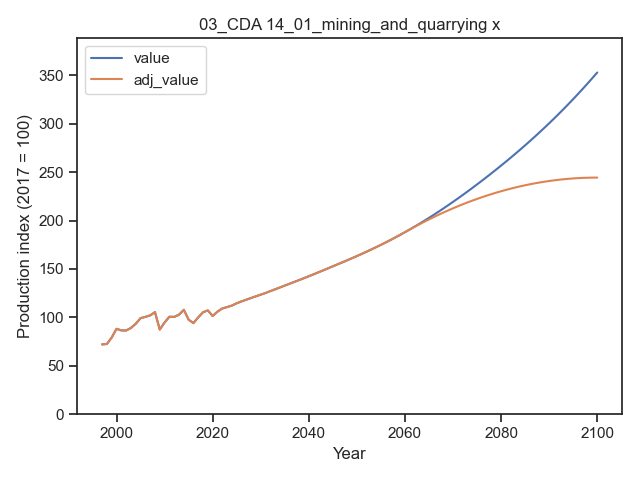 03_CDA 14_01_mining_and_quarrying x
value
adj_value
Production index (2017 = 100)
350
300
250
200
150
100
50
0
2000 2020 2040 2060 2080 2100
Year